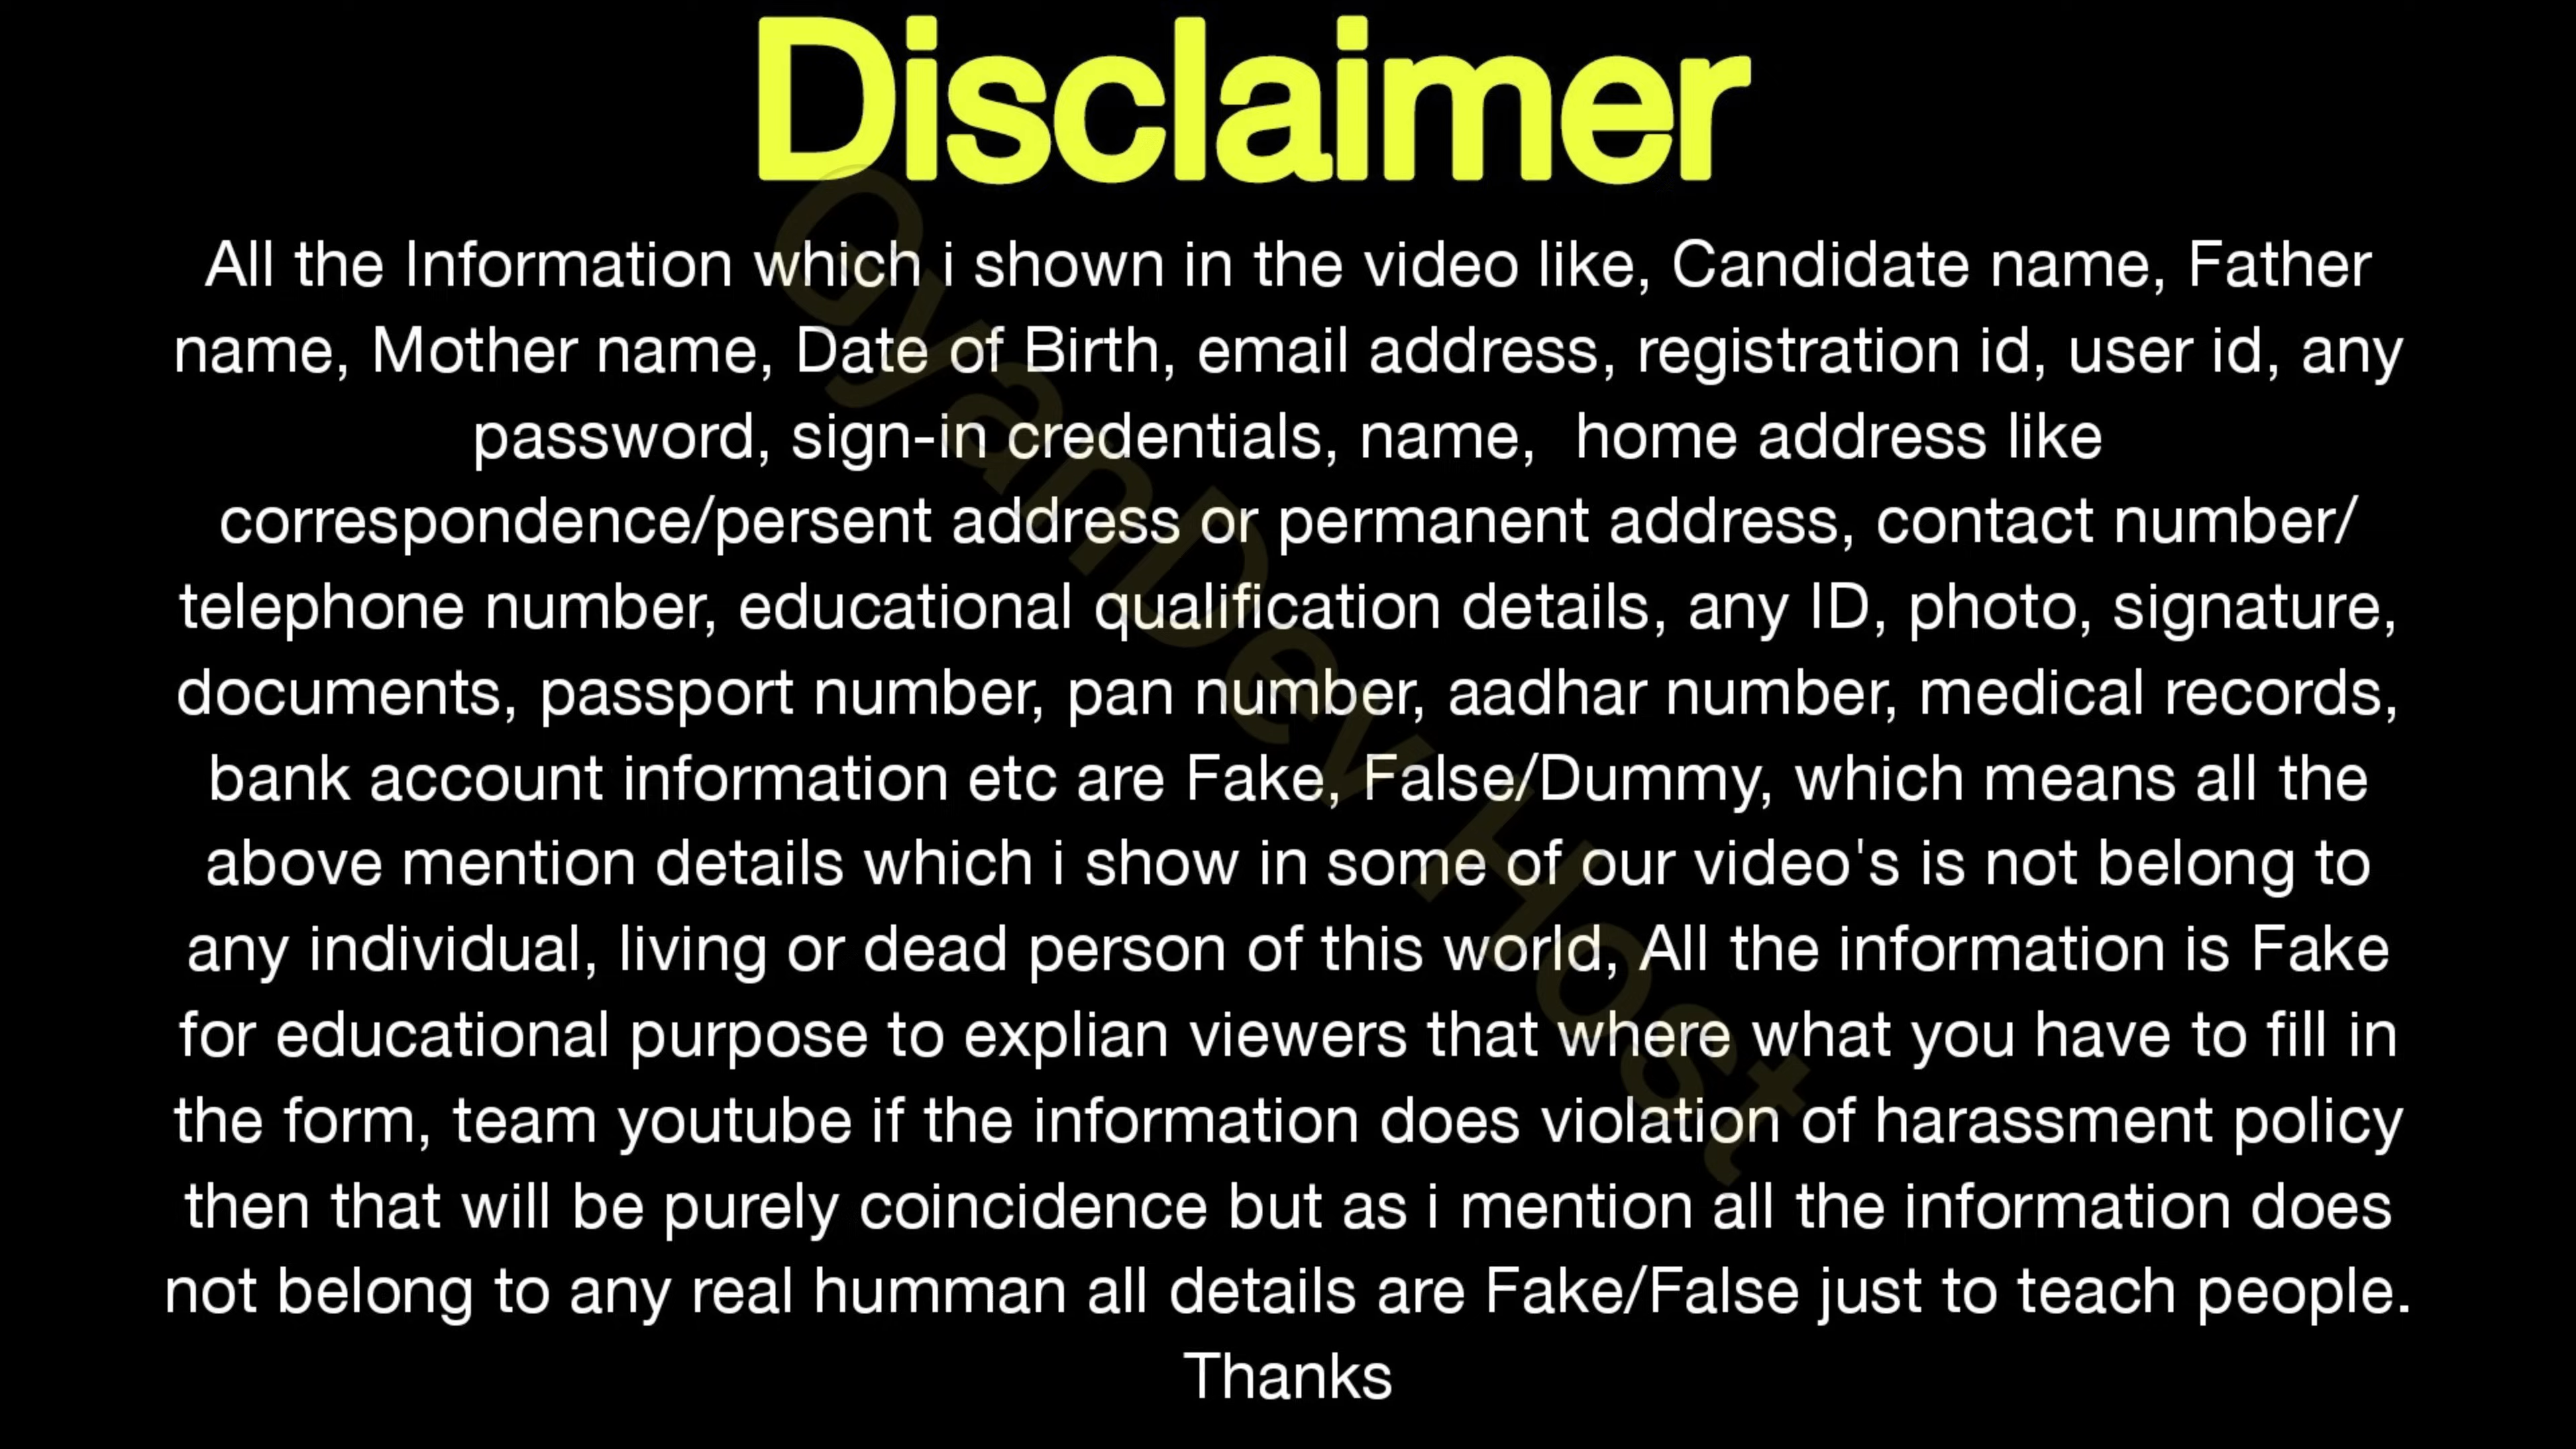 Disclaimer
All the Information which i shown in the video like, Candidate name, Father
name, Mother name, Date of Birth, email address, registration id, user id, any
password, sign-in credentials, name,  home address like
correspondence/persent address or permanent address, contact number/
telephone number, educational qualification details, any ID, photo, signature,
documents, passport number, pan number, aadhar number, medical records,
bank account information etc are Fake, False/Dummy, which means all the
above mention details which i show in some of our video's is not belong to
any individual, living or dead person of this world, All the information is Fake
for educational purpose to explian viewers that where what you have to fill in
the form, team youtube if the information does violation of harassment policy
then that will be purely coincidence but as i mention all the information does
not belong to any real humman all details are Fake/False just to teach people.
Thanks
GyanDev Host